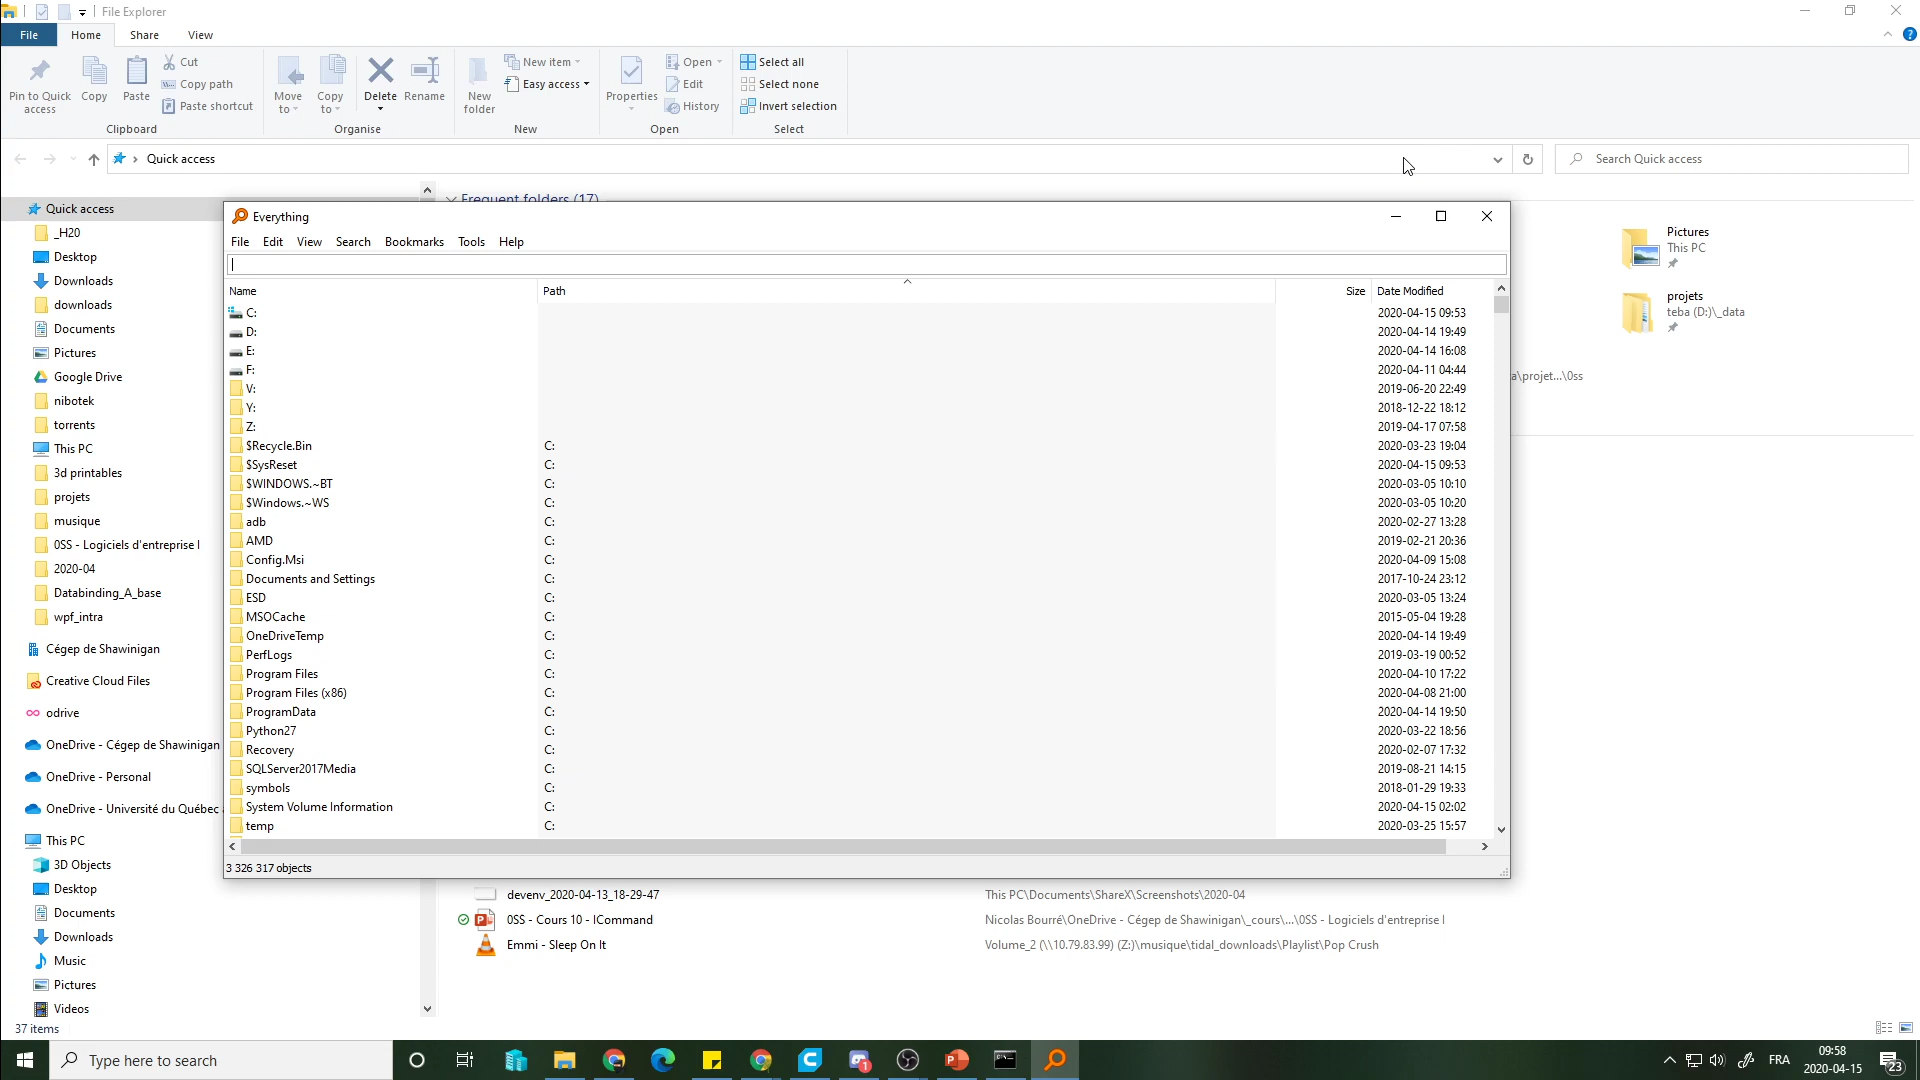 File Explorer
File Home Share View
Pin to Quick access
Copy
Paste
Cut
Copy path
Paste shortcut
Clipboard
Move to
Copy to
Delete
Rename
Organise
New folder
New item
Easy access
New
Properties
Open
Edit
History
Open
Select all
Select none
Invert selection
Select
Quick access
Search Quick access
Quick access
_H20
Desktop
Downloads
downloads
Documents
Pictures
Google Drive
nibotek
torrents
This PC
3d printables
projets
musique
0SS - Logiciels d'entreprise I
2020-04
Databinding_A_base
wpf_intra
Cégep de Shawinigan
Creative Cloud Files
odrive
OneDrive - Cégep de Shawinigan
OneDrive - Personal
OneDrive - Université du Québec
This PC
3D Objects
Desktop
Documents
Downloads
Music
Pictures
Videos
37 items
Frequent folders (17)
Pictures
This PC
projets
teba (D:)\_data
a\projet...\0ss
Everything
File Edit View Search Bookmarks Tools Help
Name Path Size Date Modified
C: 2020-04-15 09:53
D: 2020-04-14 19:49
E: 2020-04-14 16:08
F: 2020-04-11 04:44
V: 2019-06-20 22:49
Y: 2018-12-22 18:12
Z: 2019-04-17 07:58
$Recycle.Bin C: 2020-03-23 19:04
$SysReset C: 2020-04-15 09:53
$WINDOWS.~BT C: 2020-03-05 10:10
$Windows.~WS C: 2020-03-05 10:20
adb C: 2020-02-27 13:28
AMD C: 2019-02-21 20:36
Config.Msi C: 2020-04-09 15:08
Documents and Settings C: 2017-10-24 23:12
ESD C: 2020-03-05 13:24
MSOCache C: 2015-05-04 19:28
OneDriveTemp C: 2020-04-14 19:49
PerfLogs C: 2019-03-19 00:52
Program Files C: 2020-04-10 17:22
Program Files (x86) C: 2020-04-08 21:00
ProgramData C: 2020-04-14 19:50
Python27 C: 2020-03-22 18:56
Recovery C: 2020-02-07 17:32
SQLServer2017Media C: 2019-08-21 14:15
symbols C: 2018-01-29 19:33
System Volume Information C: 2020-04-15 02:02
temp C: 2020-03-25 15:57
3 326 317 objects
devenv_2020-04-13_18-29-47 This PC\Documents\ShareX\Screenshots\2020-04
0SS - Cours 10 - ICommand Nicolas Bourré\OneDrive - Cégep de Shawinigan\_cours\...\0SS - Logiciels d'entreprise I
Emmi - Sleep On It Volume_2 (\\10.79.83.99) (Z:)\musique\tidal_downloads\Playlist\Pop Crush
Type here to search
1
FRA
09:58
2020-04-15
23